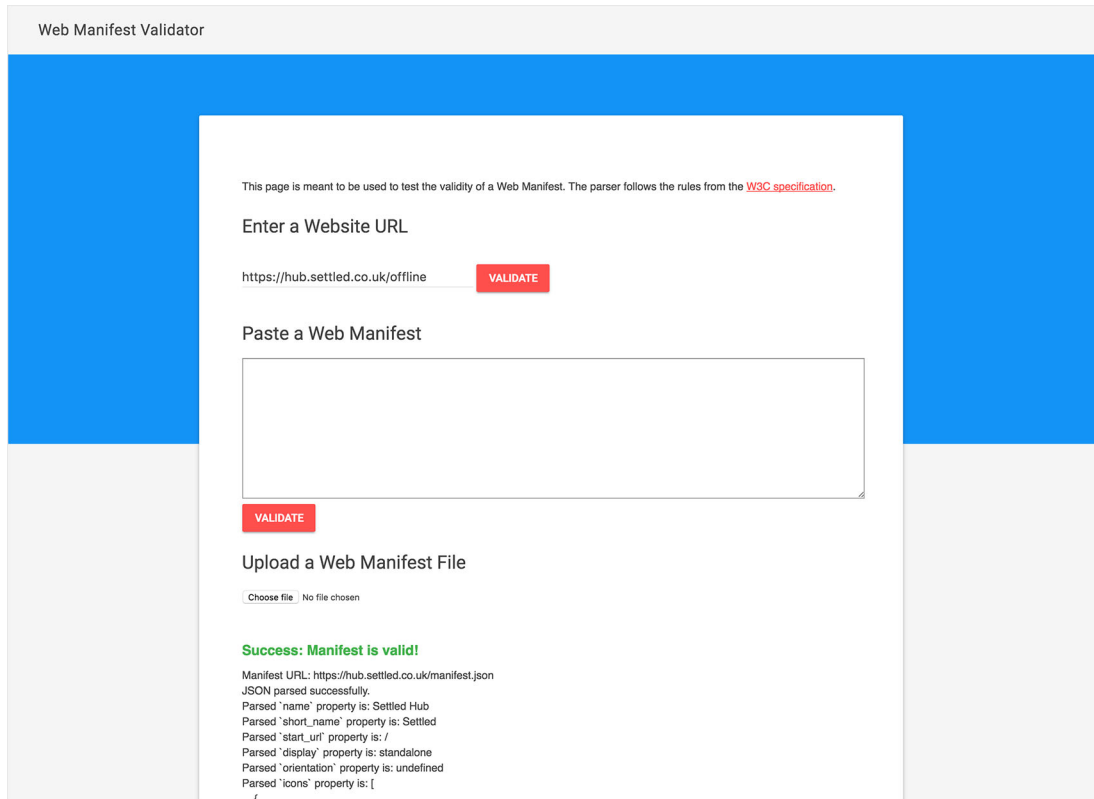 Web Manifest Validator
This page is meant to be used to test the validity of a Web Manifest. The parser follows the rules from the W3C specification.
Enter a Website URL
https://hub.settled.co.uk/offline VALIDATE
Paste a Web Manifest
VALIDATE
Upload a Web Manifest File
Choose file No file chosen
Success: Manifest is valid!
Manifest URL: https://hub.settled.co.uk/manifest.json
JSON parsed successfully.
Parsed `name` property is: Settled Hub
Parsed `short_name` property is: Settled
Parsed `start_url` property is: /
Parsed `display` property is: standalone
Parsed `orientation` property is: undefined
Parsed `icons` property is: [
{